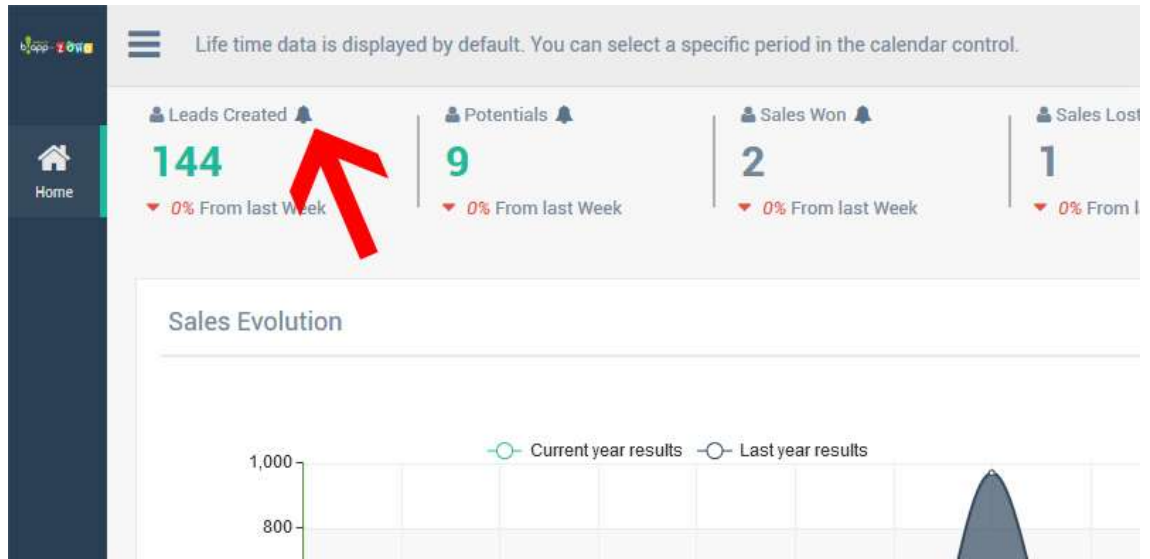 Life time data is displayed by default. You can select a specific period in the calendar control.
Home
Leads Created
144
0% From last Week
Potentials
9
0% From last Week
Sales Won
2
0% From last Week
Sales Lost
1
0% From
Sales Evolution
Current year results
Last year results
1,000
800